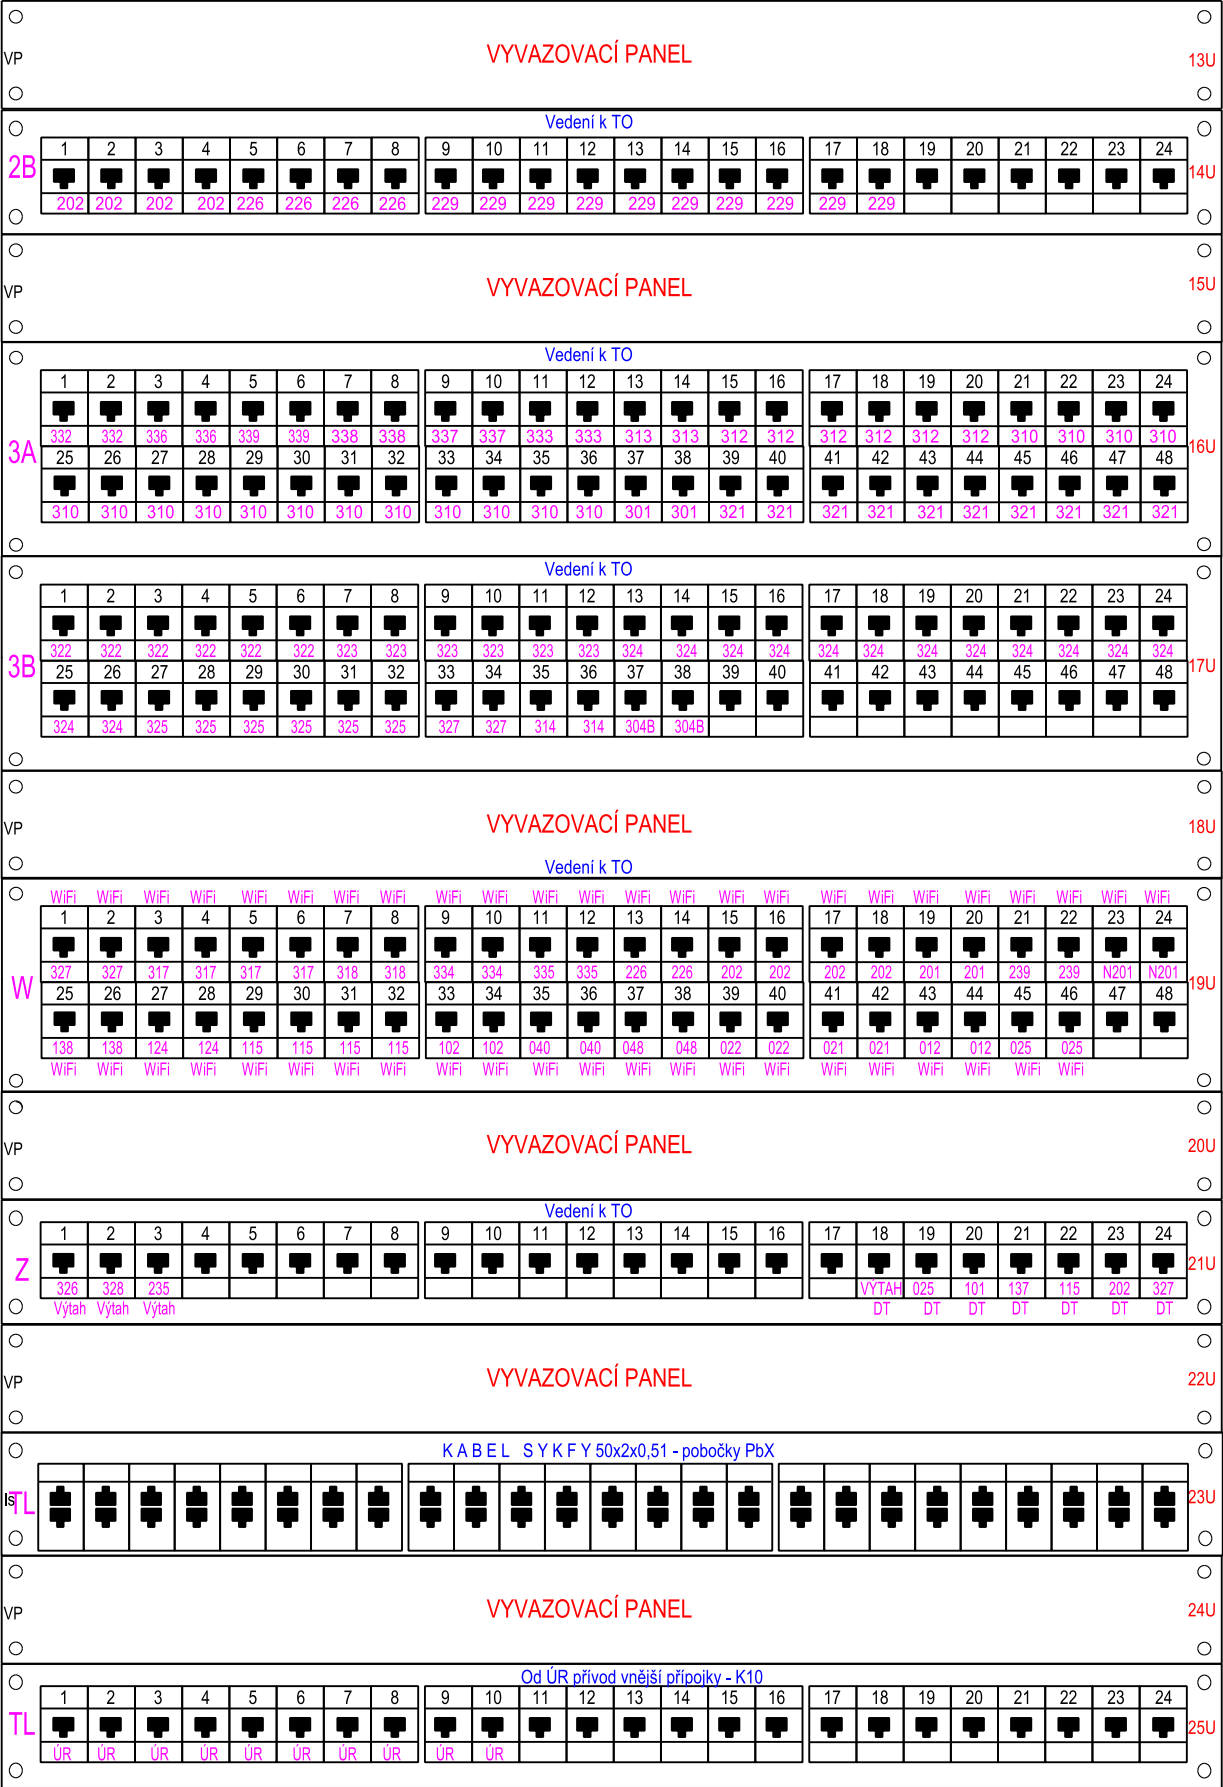 VP VYVAZOVACÍ PANEL 13U
Vedení k TO
1 2 3 4 5 6 7 8 9 10 11 12 13 14 15 16 17 18 19 20 21 22 23 24
2B 14U
202 202 202 202 226 226 226 226 229 229 229 229 229 229 229 229 229 229
VP VYVAZOVACÍ PANEL 15U
Vedení k TO
1 2 3 4 5 6 7 8 9 10 11 12 13 14 15 16 17 18 19 20 21 22 23 24
332 332 336 336 339 339 338 338 337 337 333 333 313 313 312 312 312 312 312 312 310 310 310 310
3A 16U
25 26 27 28 29 30 31 32 33 34 35 36 37 38 39 40 41 42 43 44 45 46 47 48
310 310 310 310 310 310 310 310 310 310 310 310 301 301 321 321 321 321 321 321 321 321 321 321
Vedení k TO
1 2 3 4 5 6 7 8 9 10 11 12 13 14 15 16 17 18 19 20 21 22 23 24
322 322 322 322 322 322 323 323 323 323 323 323 324 324 324 324 324 324 324 324 324 324 324 324
3B 17U
25 26 27 28 29 30 31 32 33 34 35 36 37 38 39 40 41 42 43 44 45 46 47 48
324 324 325 325 325 325 325 325 327 327 314 314 304B 304B
VP VYVAZOVACÍ PANEL 18U
Vedení k TO
WiFi WiFi WiFi WiFi WiFi WiFi WiFi WiFi WiFi WiFi WiFi WiFi WiFi WiFi WiFi WiFi WiFi WiFi WiFi WiFi WiFi WiFi WiFi WiFi
1 2 3 4 5 6 7 8 9 10 11 12 13 14 15 16 17 18 19 20 21 22 23 24
327 327 317 317 317 317 318 318 334 334 335 335 226 226 202 202 202 202 201 201 239 239 N201 N201
W 19U
25 26 27 28 29 30 31 32 33 34 35 36 37 38 39 40 41 42 43 44 45 46 47 48
138 138 124 124 115 115 115 115 102 102 040 040 048 048 022 022 021 021 012 012 025 025
WiFi WiFi WiFi WiFi WiFi WiFi WiFi WiFi WiFi WiFi WiFi WiFi WiFi WiFi WiFi WiFi WiFi WiFi WiFi WiFi WiFi WiFi
VP VYVAZOVACÍ PANEL 20U
Vedení k TO
1 2 3 4 5 6 7 8 9 10 11 12 13 14 15 16 17 18 19 20 21 22 23 24
Z 21U
326 328 235 VÝTAH 025 101 137 115 202 327
Výtah Výtah Výtah DT DT DT DT DT DT DT
VP VYVAZOVACÍ PANEL 22U
K A B E L S Y K F Y 50x2x0,51 - pobočky PbX
TL 23U
VP VYVAZOVACÍ PANEL 24U
Od ÚR přívod vnější přípojky - K10
1 2 3 4 5 6 7 8 9 10 11 12 13 14 15 16 17 18 19 20 21 22 23 24
TL 25U
ÚR ÚR ÚR ÚR ÚR ÚR ÚR ÚR ÚR ÚR